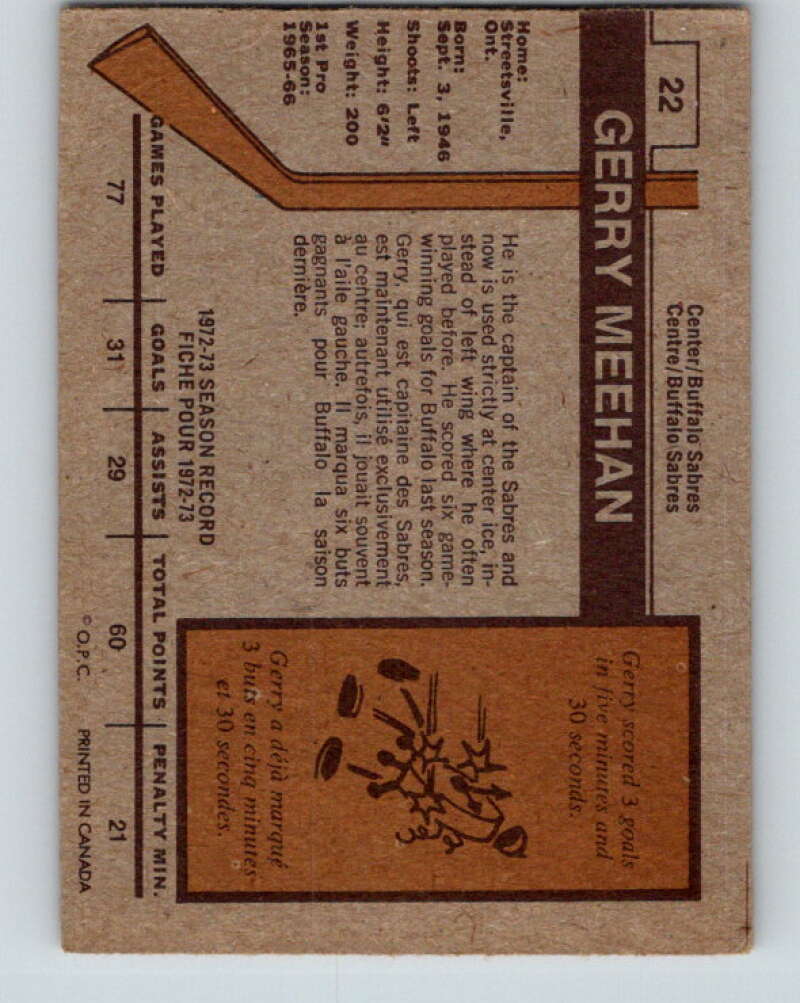 22
Center/Buffalo Sabres
Centre/Buffalo Sabres
GERRY MEEHAN
Home:
Streetsville,
Ont.
Born:
Sept. 3, 1946
Shoots: Left
Height: 6'2"
Weight: 200
1st Pro
Season:
1965-66
He is the captain of the Sabres and
now is used strictly at center ice, in-
stead of left wing where he often
played before. He scored six game-
winning goals for Buffalo last season.
Gerry, qui est capitaine des Sabres,
est maintenant utilisé exclusivement
au centre; autrefois, il jouait souvent
à l'aile gauche. Il marqua six buts
gagnants pour Buffalo la saison
dernière.
Gerry scored 3 goals
in five minutes and
30 seconds.
Gerry a déjà marqué
3 buts en cinq minutes
et 30 secondes.
1972-73 SEASON RECORD
FICHE POUR 1972-73
GAMES PLAYED GOALS ASSISTS TOTAL POINTS PENALTY MIN.
77 31 29 60 21
© O.P.C. PRINTED IN CANADA